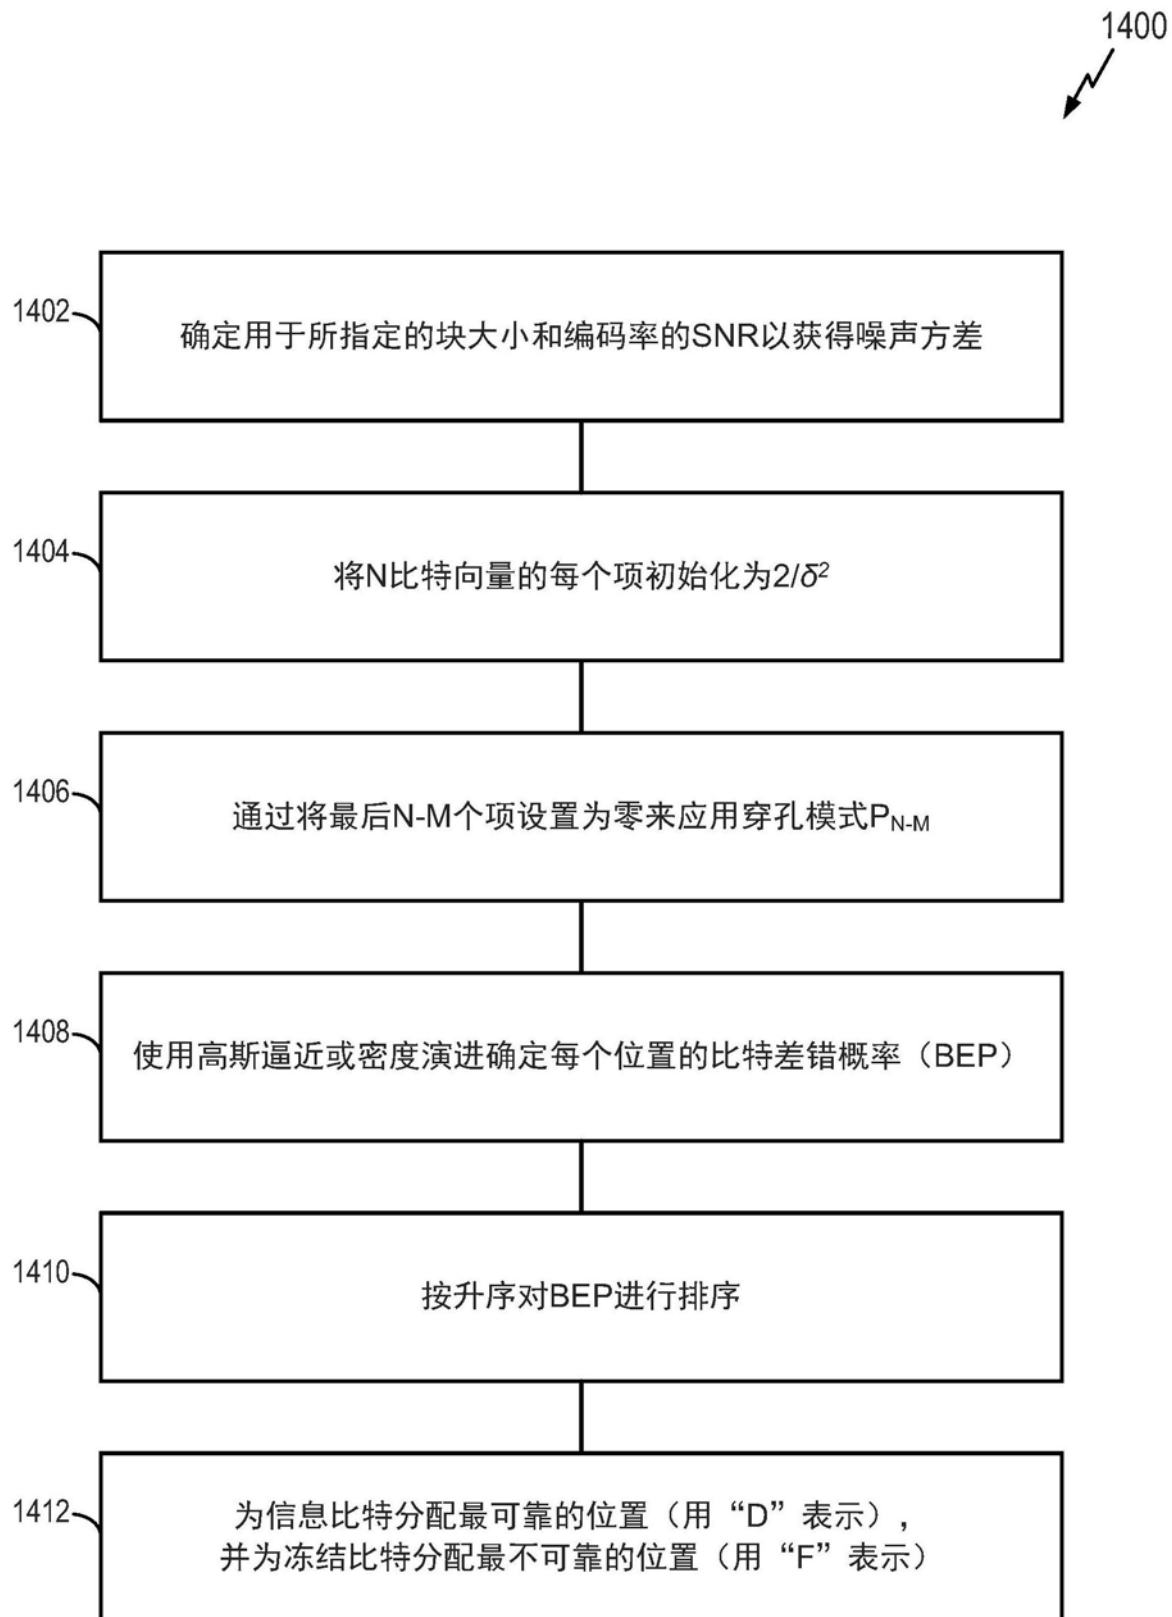 1400
1402
确定用于所指定的块大小和编码率的SNR以获得噪声方差
1404
将N比特向量的每个项初始化为2/δ²
1406
通过将最后N-M个项设置为零来应用穿孔模式P_{N-M}
1408
使用高斯逼近或密度演进确定每个位置的比特差错概率（BEP）
1410
按升序对BEP进行排序
1412
为信息比特分配最可靠的位置（用“D”表示），
并为冻结比特分配最不可靠的位置（用“F”表示）